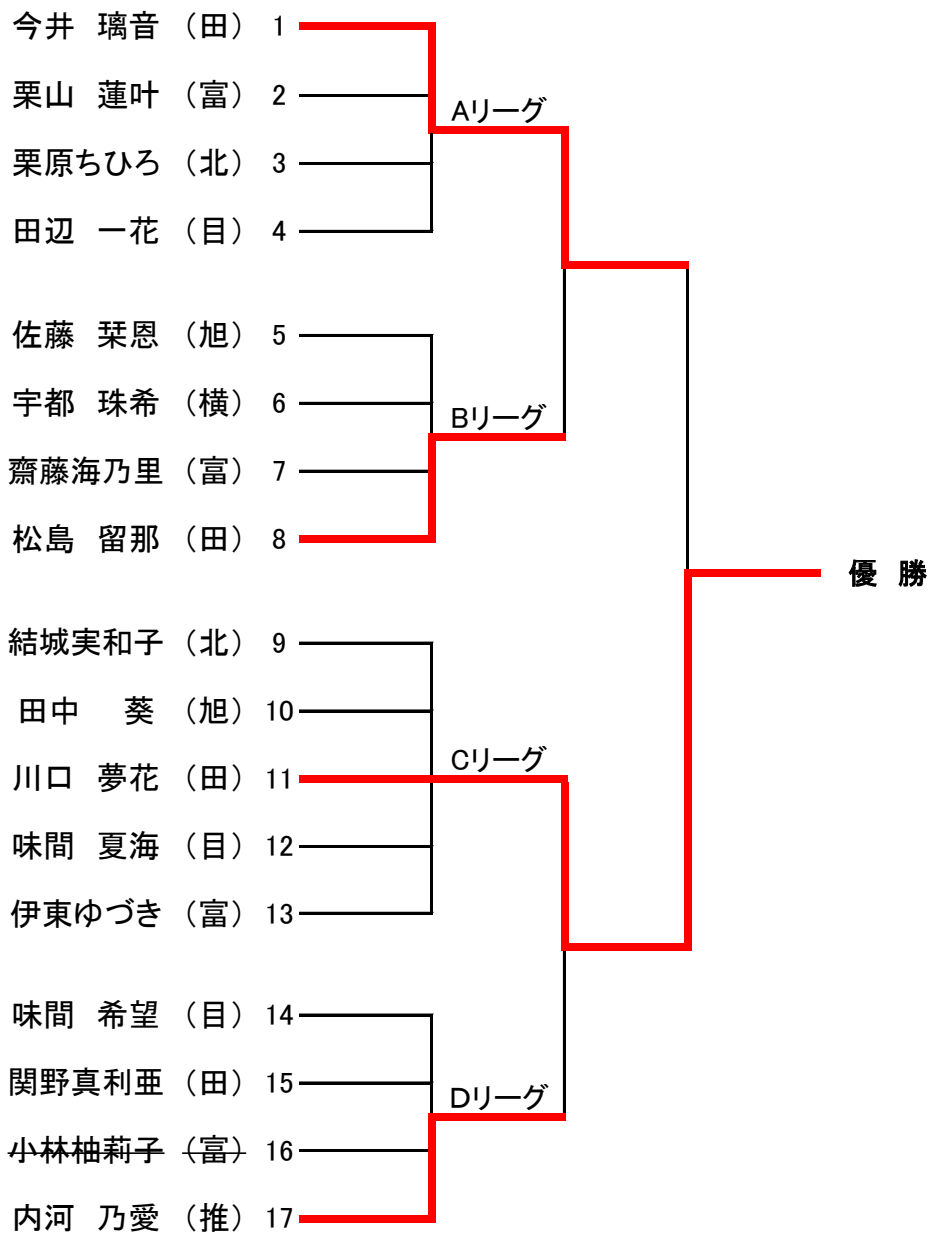 今井 璃音 （田） 1
栗山 蓮叶 （富） 2
Aリーグ
栗原ちひろ （北） 3
田辺 一花 （目） 4
佐藤 栞恩 （旭） 5
宇都 珠希 （横） 6
Bリーグ
齋藤海乃里 （富） 7
松島 留那 （田） 8
優 勝
結城実和子 （北） 9
田中 葵 （旭） 10
Cリーグ
川口 夢花 （田） 11
味間 夏海 （目） 12
伊東ゆづき （富） 13
味間 希望 （目） 14
関野真利亜 （田） 15
Dリーグ
小林柚莉子 （富） 16
内河 乃愛 （推） 17